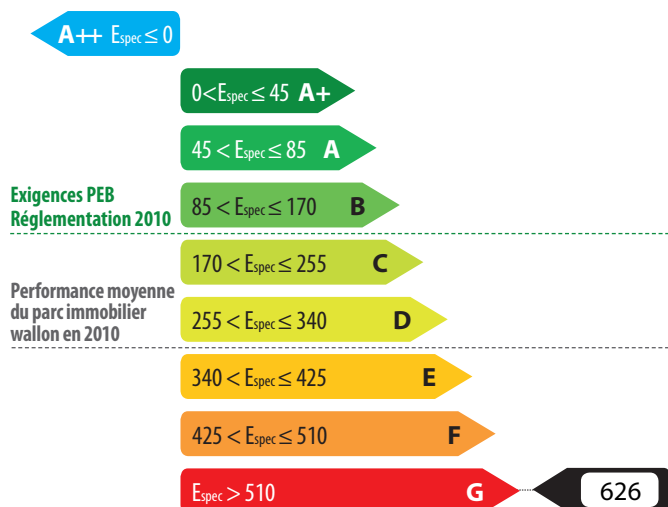 A++ Espec ≤ 0
0<Espec ≤ 45 A+
45 < Espec ≤ 85 A
Exigences PEB
Réglementation 2010
85 < Espec ≤ 170 B
170 < Espec ≤ 255 C
Performance moyenne
du parc immobilier
wallon en 2010
255 < Espec ≤ 340 D
340 < Espec ≤ 425 E
425 < Espec ≤ 510 F
Espec > 510 G 626